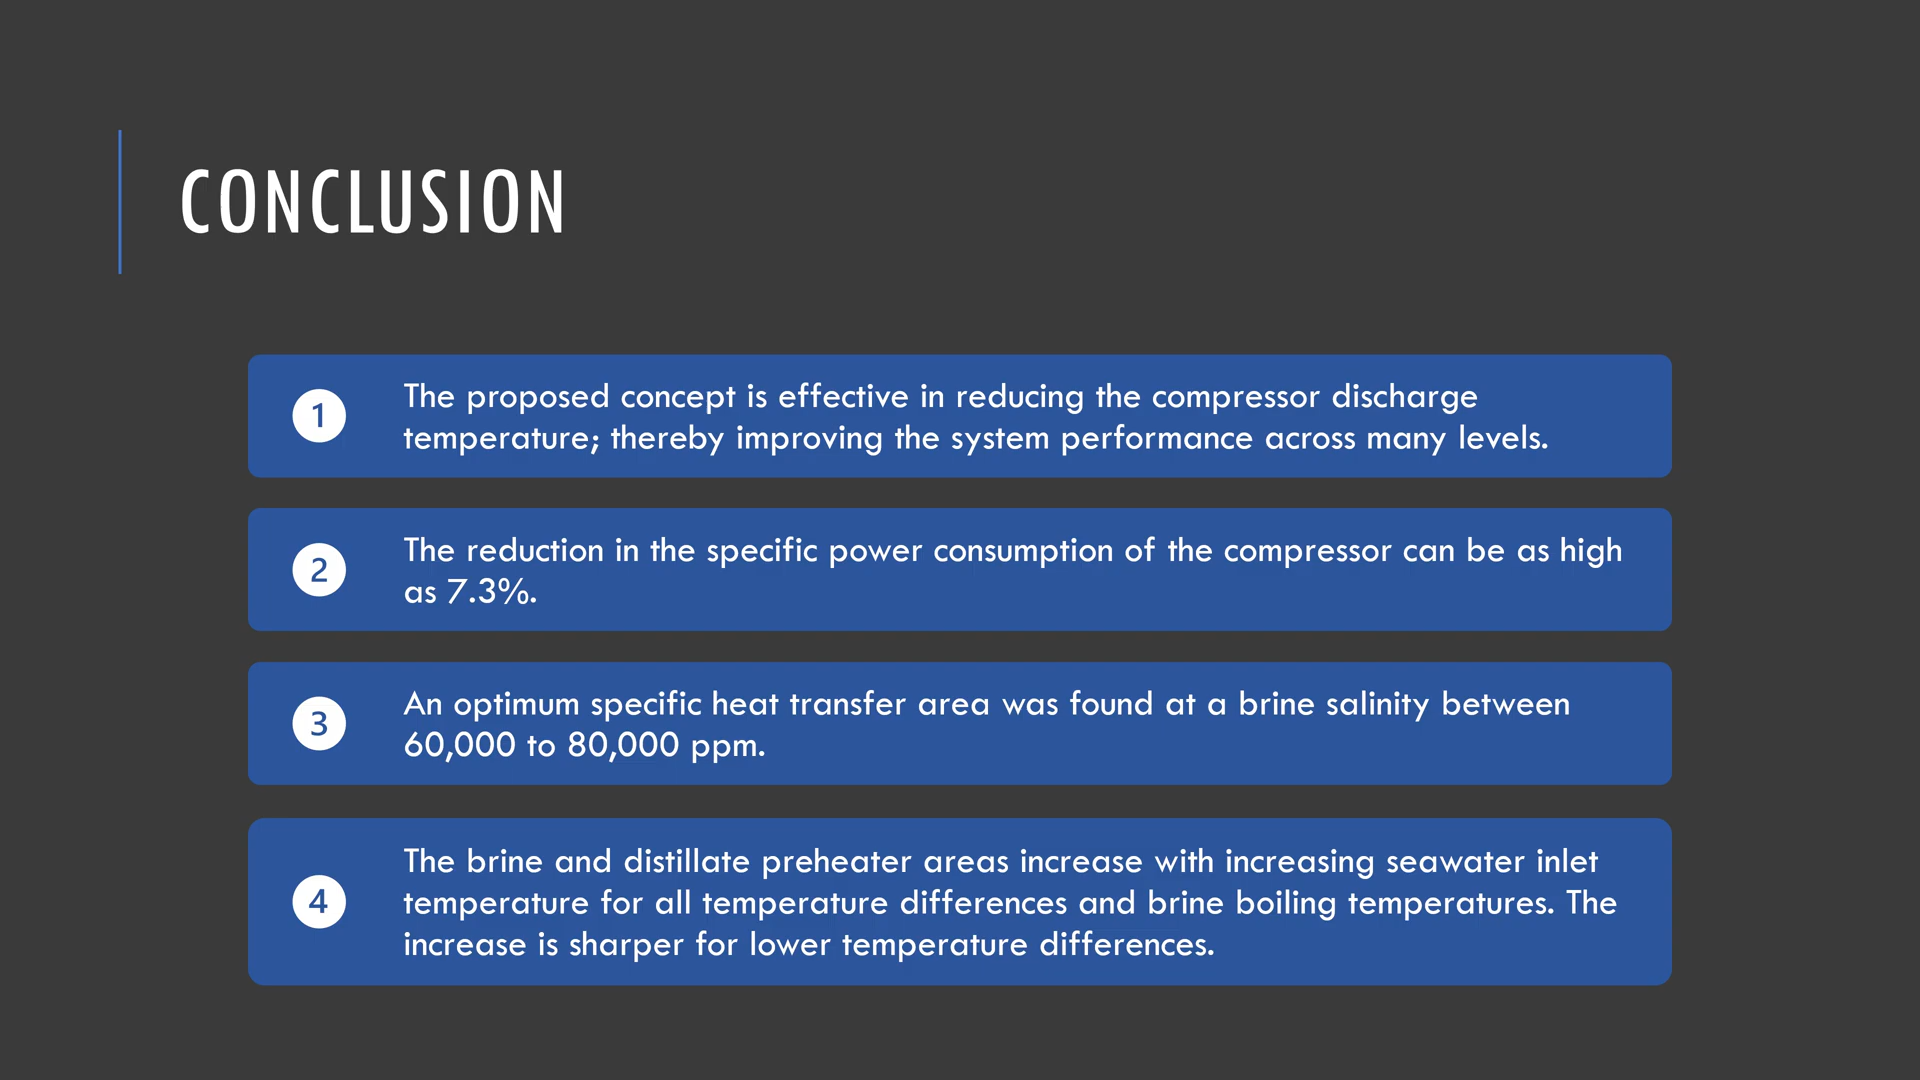 CONCLUSION
1
The proposed concept is effective in reducing the compressor discharge
temperature; thereby improving the system performance across many levels.
2
The reduction in the specific power consumption of the compressor can be as high
as 7.3%.
3
An optimum specific heat transfer area was found at a brine salinity between
60,000 to 80,000 ppm.
4
The brine and distillate preheater areas increase with increasing seawater inlet
temperature for all temperature differences and brine boiling temperatures. The
increase is sharper for lower temperature differences.